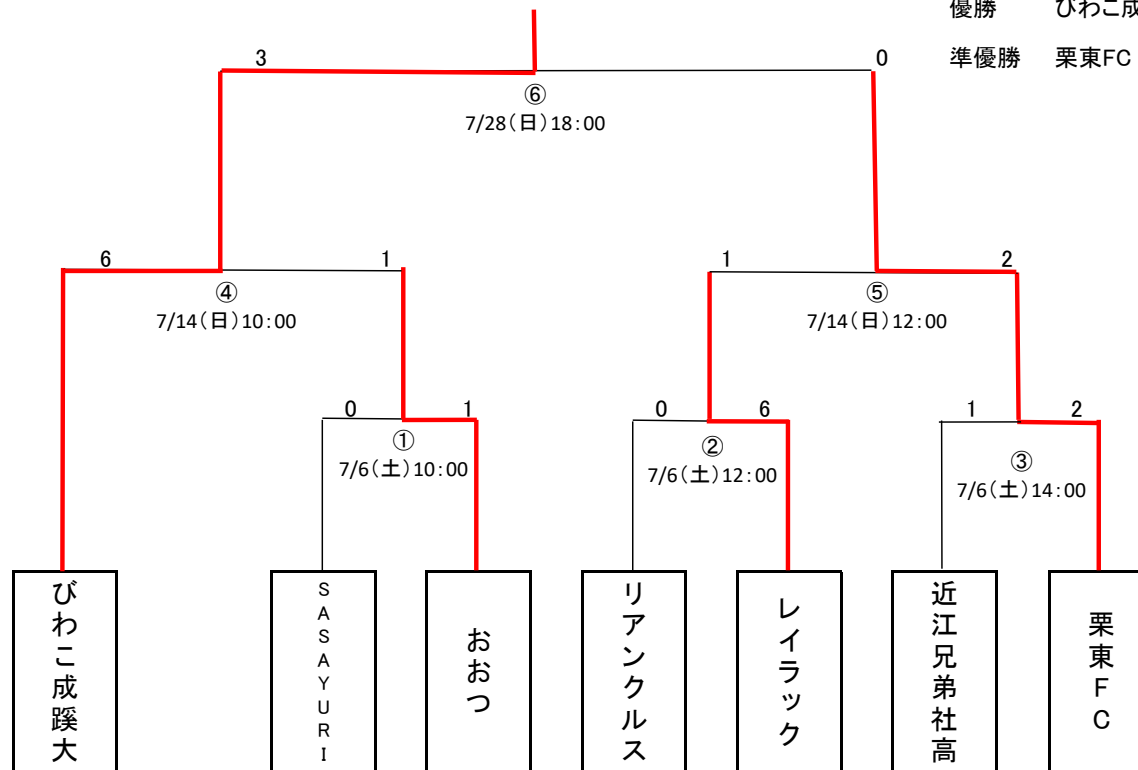 優勝 びわこ成
3 0 準優勝 栗東FC
⑥
7/28(日)18:00
6 1 1 2
④ ⑤
7/14(日)10:00 7/14(日)12:00
0 1 0 6 1 2
① ② ③
7/6(土)10:00 7/6(土)12:00 7/6(土)14:00
びわこ成蹊大
SASAYURI
おおつ
リアンクルス
レイラック
近江兄弟社高
栗東FC